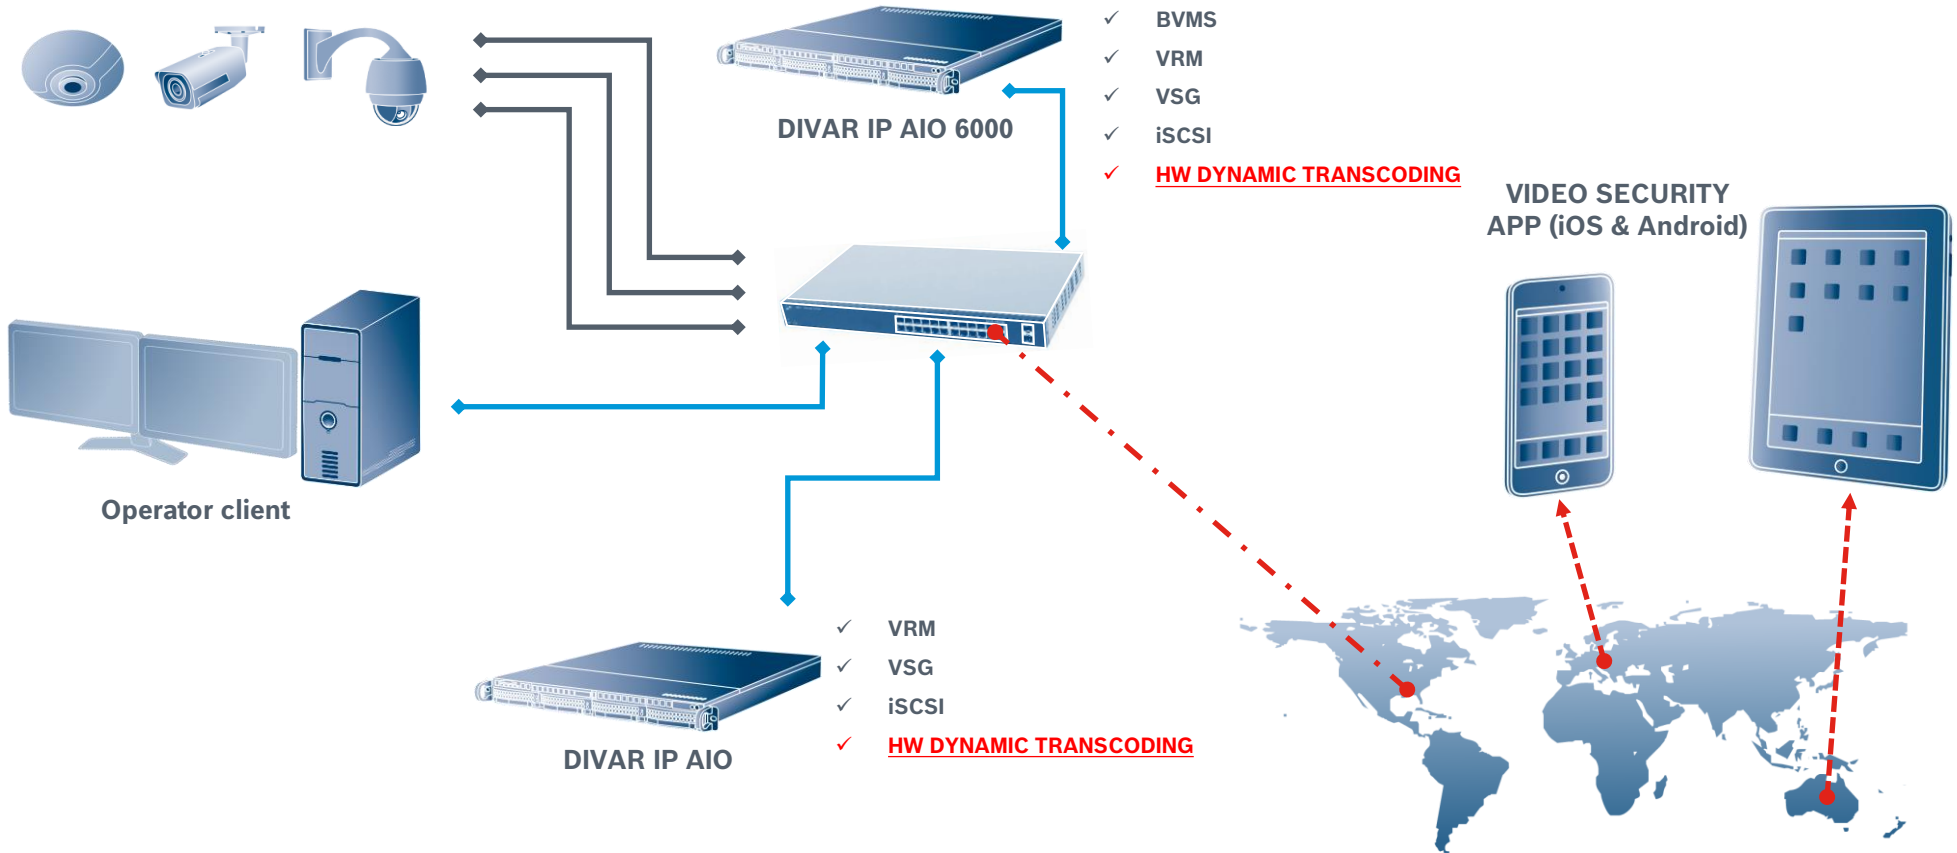 BVMS
VRM
VSG
iSCSI
HW DYNAMIC TRANSCODING
DIVAR IP AIO 6000
VIDEO SECURITY
APP (iOS & Android)
Operator client
VRM
VSG
iSCSI
HW DYNAMIC TRANSCODING
DIVAR IP AIO